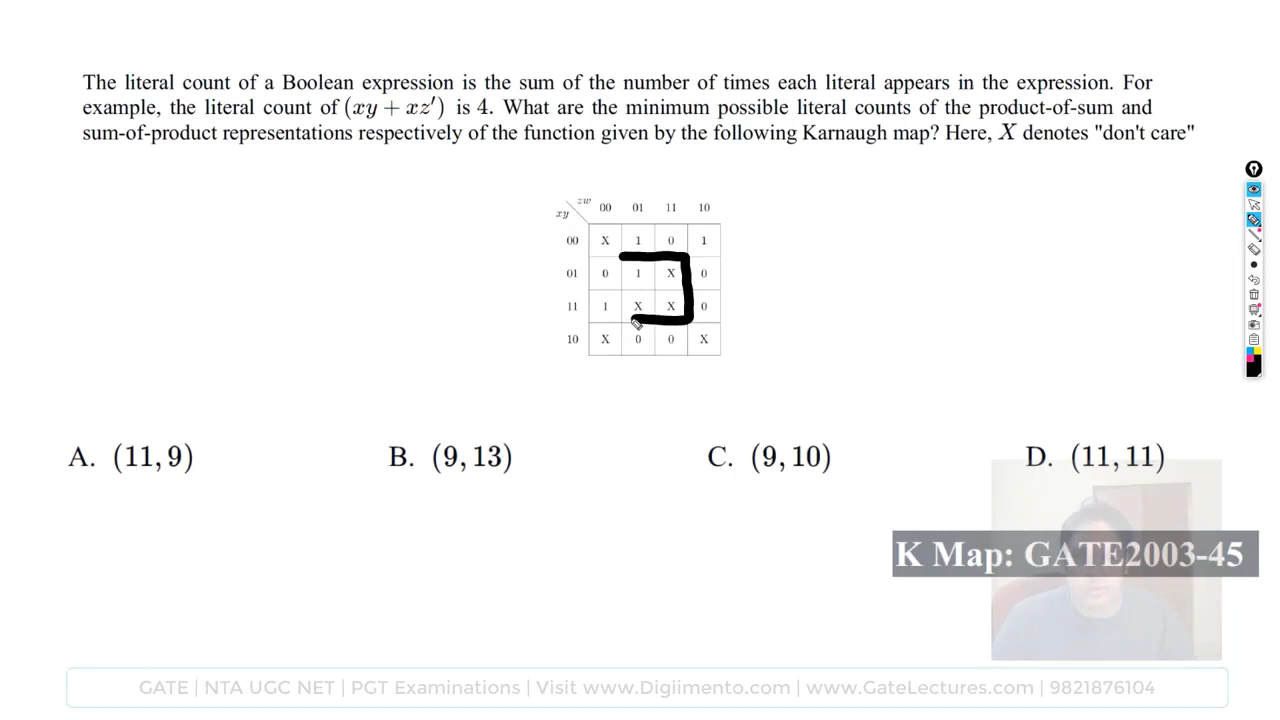 The literal count of a Boolean expression is the sum of the number of times each literal appears in the expression. For
example, the literal count of (xy + xz′) is 4. What are the minimum possible literal counts of the product-of-sum and
sum-of-product representations respectively of the function given by the following Karnaugh map? Here, X denotes "don't care"
zw
xy
00 01 11 10
00 X 1 0 1
01 0 1 X 0
11 1 X X 0
10 X 0 0 X
A. (11, 9) B. (9, 13) C. (9, 10) D. (11, 11)
K Map: GATE2003-45
GATE | NTA UGC NET | PGT Examinations | Visit www.Digiimento.com | www.GateLectures.com | 9821876104